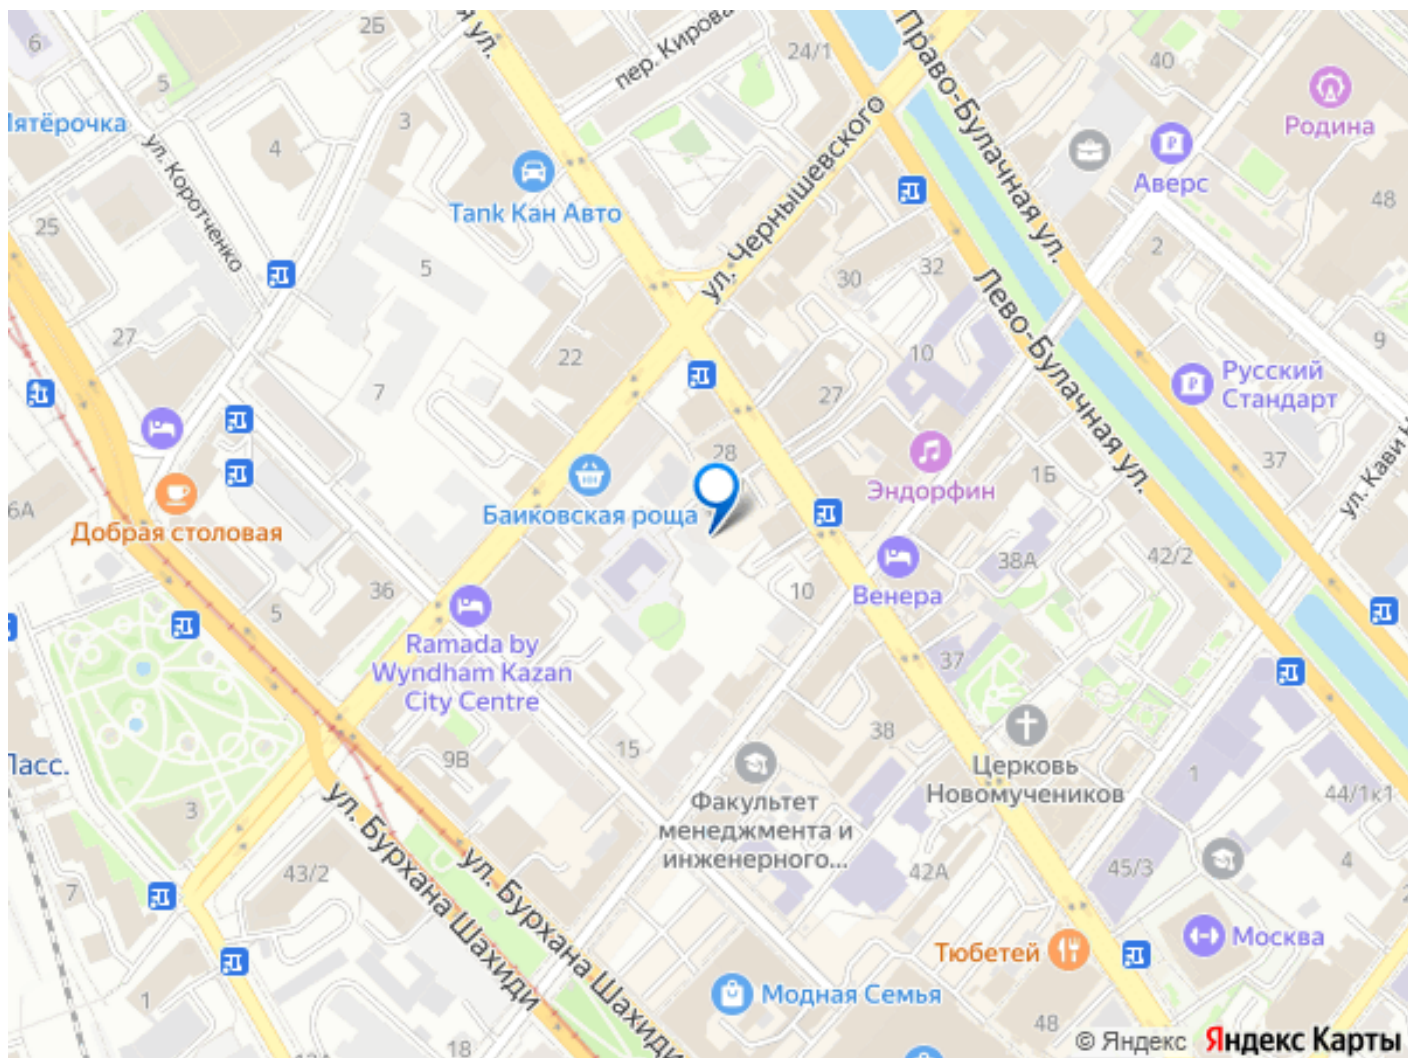 6
2Б
я ул.
пер. Кирова
24/1
Право-Булачная ул.
40
Родина
5
Пятёрочка
ул. Коротченко
4
3
Tank Кан Авто
ул. Чернышевского
Аверс
48
25
5
30
32
2
27
22
7
10
Лево-Булачная ул.
9
Русский
Стандарт
27
28
1Б
37
ул. Кави Н
6А
Добрая столовая
Баиковская роща
Эндорфин
42/2
38А
Венера
10
36
5
Ramada by
Wyndham Kazan
City Centre
37
38
Церковь
Новомучеников
1
44/1к1
Пасс.
3
9В
15
Факультет
менеджмента и
инженерного...
ул. Бурхана Шахиди
ул. Бурхана Шахиди
43/2
7
42А
45/3
4
Тюбетей
Москва
Модная Семья
1
18
48
© Яндекс Яндекс Карты